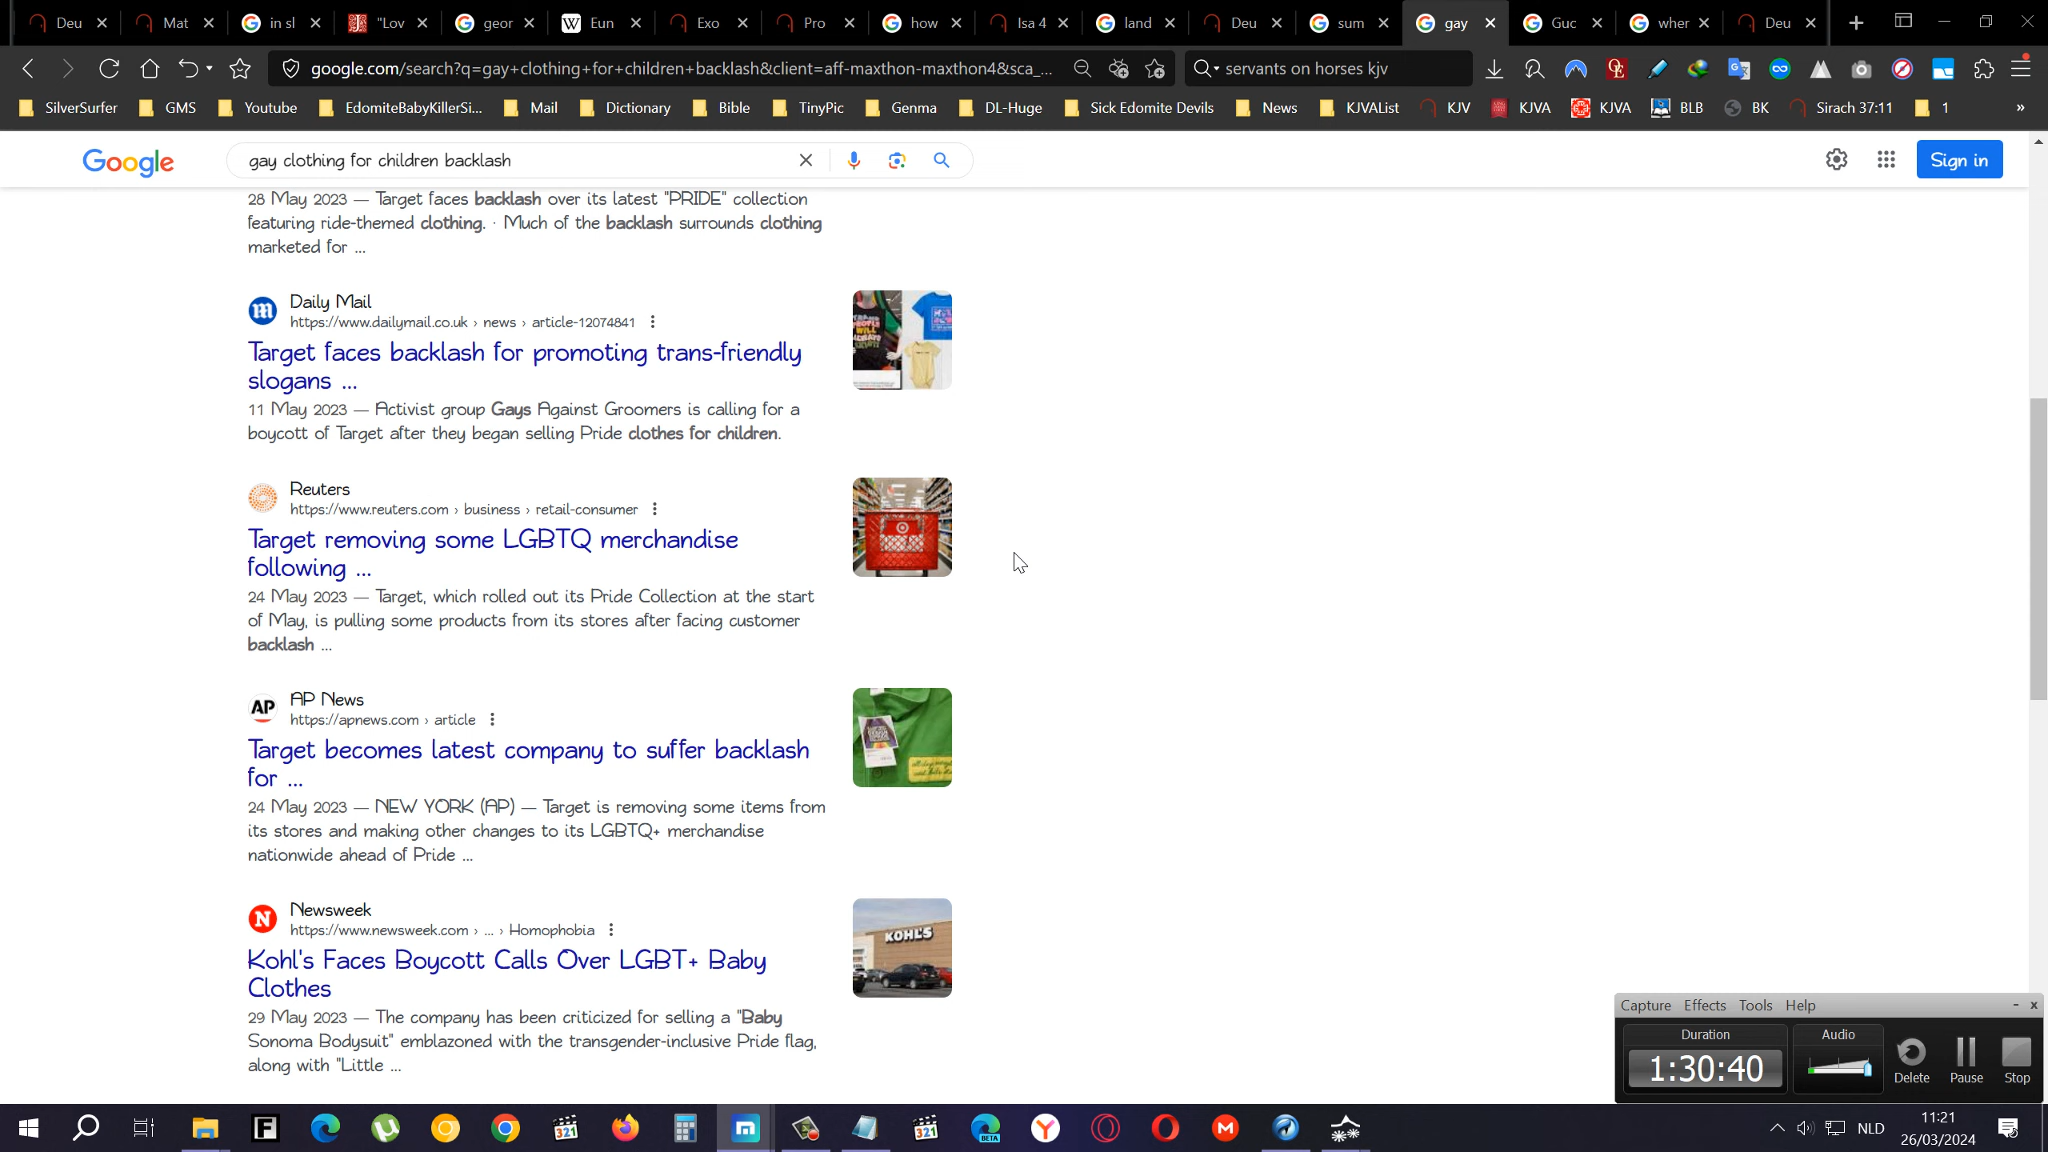 Deu
Mat
in sl
"Lov
geor
Eun
Exo
Pro
how
Isa 4
land
Deu
sum
gay
Guc
wher
Deu
google.com/search?q=gay+clothing+for+children+backlash&client=aff-maxthon-maxthon4&sca_...
servants on horses kjv
SilverSurfer
GMS
Youtube
EdomiteBabyKillerSi...
Mail
Dictionary
Bible
TinyPic
Genma
DL-Huge
Sick Edomite Devils
News
KJVAList
KJV
KJVA
KJVA
BLB
BK
Sirach 37:11
1
»
Google
gay clothing for children backlash
Sign in
28 May 2023 — Target faces backlash over its latest "PRIDE" collection
featuring ride-themed clothing. · Much of the backlash surrounds clothing
marketed for ...
Daily Mail
https://www.dailymail.co.uk › news › article-12074841
Target faces backlash for promoting trans-friendly
slogans ...
11 May 2023 — Activist group Gays Against Groomers is calling for a
boycott of Target after they began selling Pride clothes for children.
Reuters
https://www.reuters.com › business › retail-consumer
Target removing some LGBTQ merchandise
following ...
24 May 2023 — Target, which rolled out its Pride Collection at the start
of May, is pulling some products from its stores after facing customer
backlash ...
AP
AP News
https://apnews.com › article
Target becomes latest company to suffer backlash
for ...
24 May 2023 — NEW YORK (AP) — Target is removing some items from
its stores and making other changes to its LGBTQ+ merchandise
nationwide ahead of Pride ...
N
Newsweek
https://www.newsweek.com › ... › Homophobia
Kohl's Faces Boycott Calls Over LGBT+ Baby
Clothes
29 May 2023 — The company has been criticized for selling a "Baby
Sonoma Bodysuit" emblazoned with the transgender-inclusive Pride flag,
along with "Little ...
KOHL'S
Capture Effects Tools Help
Duration
Audio
1:30:40
Delete
Pause
Stop
NLD
11:21
26/03/2024